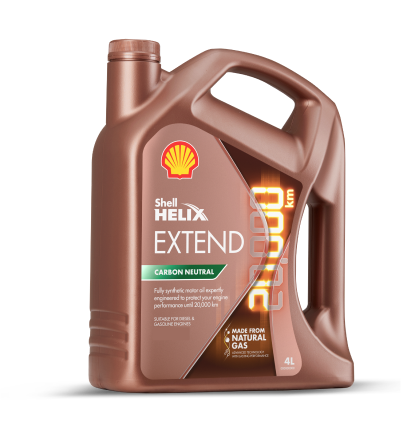 Shell
HELIX
EXTEND
CARBON NEUTRAL
Fully synthetic motor oil expertly
engineered to protect your engine
performance until 20,000 km
SUITABLE FOR DIESEL &
GASOLINE ENGINES
km
MADE FROM
NATURAL
GAS
4L